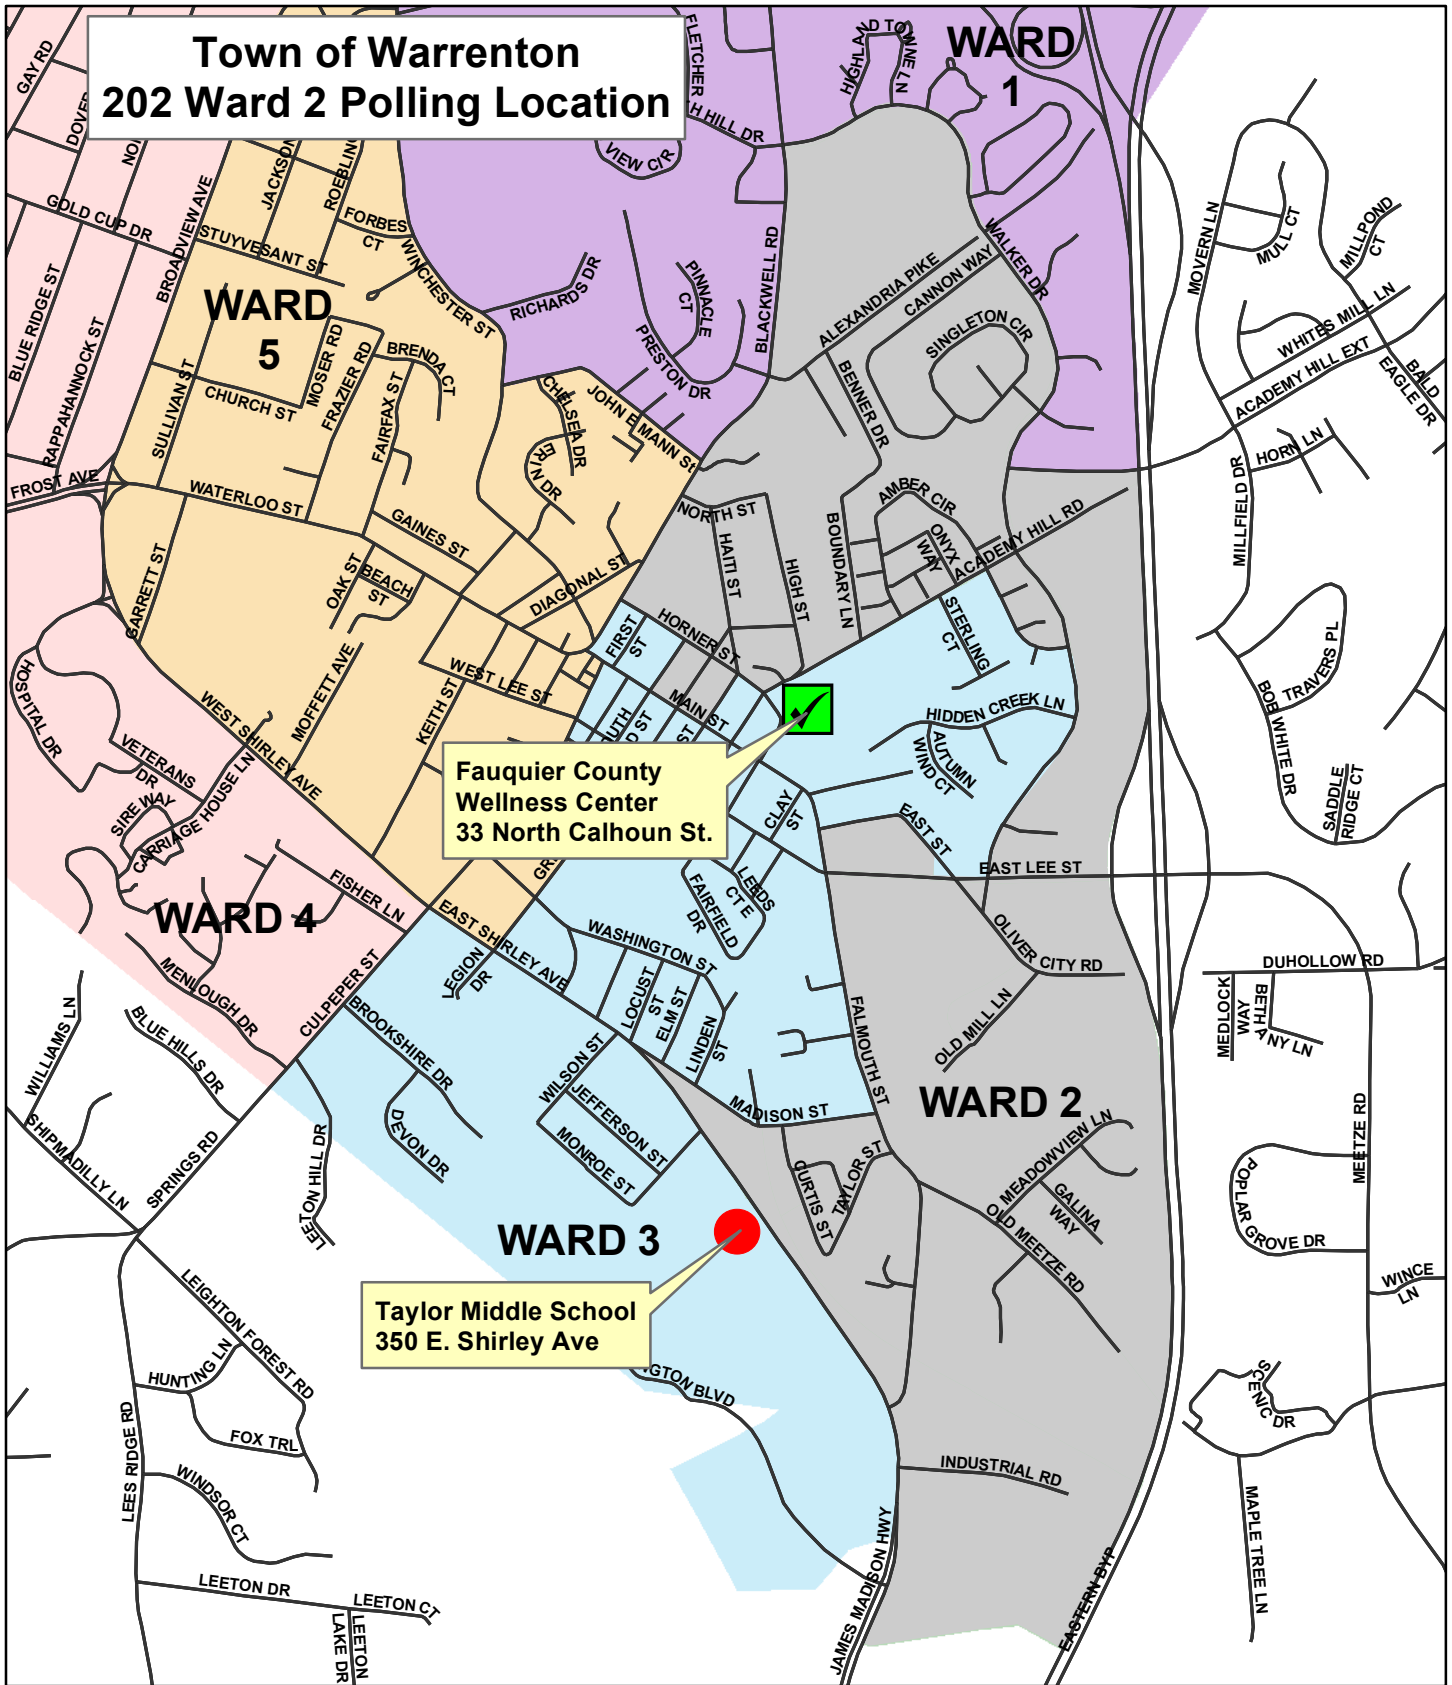 Town of Warrenton
202 Ward 2 Polling Location
WARD
1
WARD
5
WARD 4
WARD 3
WARD 2
Fauquier County
Wellness Center
33 North Calhoun St.
Taylor Middle School
350 E. Shirley Ave
GAY RD
GOLD CUP DR
BLUE RIDGE ST
RAPPAHANNOCK ST
FROST AVE
BROADVIEW AVE
STUYVESANT ST
FORBES
CT
WINCHESTER ST
FLETCHER
H HILL DR
VIEW CIR
HIGHLAND TOWNE LN
RICHARDS DR
PINNACLE
CT
PRESTON DR
BLACKWELL RD
ALEXANDRIA PIKE
CANNON WAY
WALKER DR
SINGLETON CIR
BENNER DR
MOVERN LN
MULL CT
MILLPOND
CT
WHITES MILL LN
ACADEMY HILL EXT
BALD
EAGLE DR
HORN LN
MILLFIELD DR
SULLIVAN ST
CHURCH ST
MOSER RD
FRAZIER RD
BRENDA CT
FAIRFAX ST
CHELSEA DR
ERIN DR
JOHN E MANN St
WATERLOO ST
GAINES ST
GARRETT ST
OAK ST
BEACH
ST
DIAGONAL ST
NORTH ST
HAITI ST
HIGH ST
BOUNDARY LN
AMBER CIR
ONYX
WAY
ACADEMY HILL RD
STERLING
CT
FIRST
ST
HORNER ST
MAIN ST
WEST LEE ST
KEITH ST
MOFFETT AVE
WEST SHIRLEY AVE
HOSPITAL DR
VETERANS
DR
SIRE WAY
CARRIAGE HOUSE LN
FISHER LN
HIDDEN CREEK LN
AUTUMN
WIND CT
EAST ST
CLAY
ST
EAST LEE ST
LEEDS
CT E
FAIRFIELD
DR
BOB WHITE DR
TRAVERS PL
SADDLE
RIDGE CT
EAST SHIRLEY AVE
LEGION
DR
WASHINGTON ST
LOCUST
ST
ELM ST
LINDEN
ST
OLIVER CITY RD
OLD MILL LN
DUHOLLOW RD
MEDLOCK
WAY
BETHANY LN
MENLOUGH DR
CULPEPER ST
BROOKSHIRE DR
WILLIAMS LN
BLUE HILLS DR
SHIPMADILLY LN
SPRINGS RD
LEETON HILL DR
DEVON DR
WILSON ST
JEFFERSON ST
MONROE ST
MADISON ST
FALMOUTH ST
CURTIS ST
TAYLOR ST
OLD MEADOWVIEW LN
GALINA
WAY
OLD MEETZE RD
MEETZE RD
POPLAR GROVE DR
WINCE
LN
LEIGHTON FOREST RD
HUNTING LN
FOX TRL
LEES RIDGE RD
WINDSOR CT
LEETON DR
LEETON CT
LEETON
LAKE DR
GTON BLVD
INDUSTRIAL RD
JAMES MADISON HWY
EASTERN BYP
SCENIC DR
MAPLE TREE LN